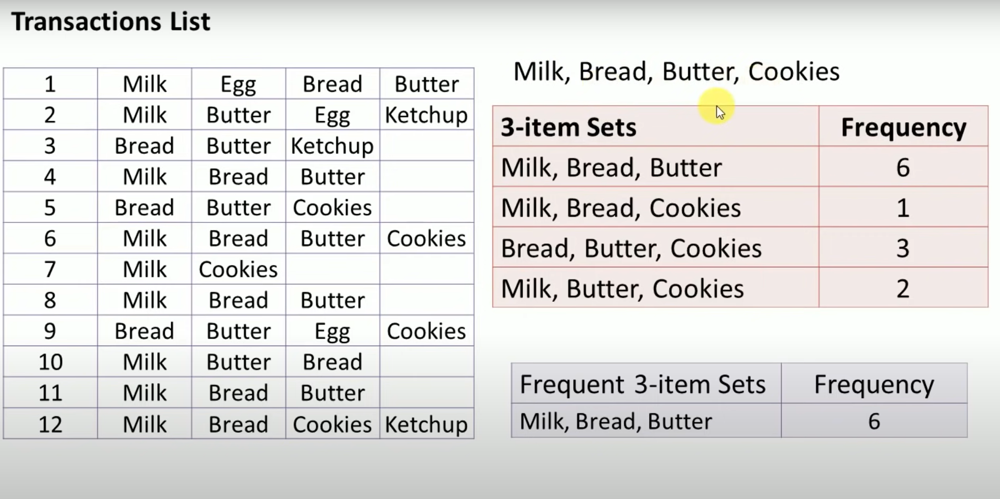 Transactions List
1 Milk Egg Bread Butter
2 Milk Butter Egg Ketchup
3 Bread Butter Ketchup
4 Milk Bread Butter
5 Bread Butter Cookies
6 Milk Bread Butter Cookies
7 Milk Cookies
8 Milk Bread Butter
9 Bread Butter Egg Cookies
10 Milk Butter Bread
11 Milk Bread Butter
12 Milk Bread Cookies Ketchup
Milk, Bread, Butter, Cookies
3-item Sets Frequency
Milk, Bread, Butter 6
Milk, Bread, Cookies 1
Bread, Butter, Cookies 3
Milk, Butter, Cookies 2
Frequent 3-item Sets Frequency
Milk, Bread, Butter 6